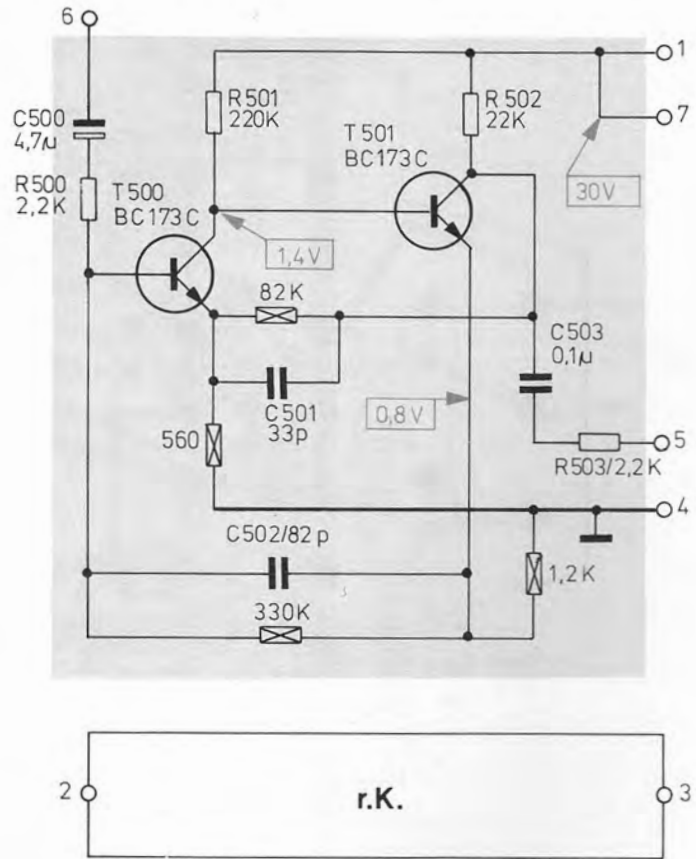 6
1
C500
4,7µ
R501
220K
R502
22K
7
T501
BC173C
R500
2,2K
T500
BC173C
30V
1,4V
82K
C503
0,1µ
C501
33p
0,8V
560
5
R503/2,2K
4
C502/82p
1,2K
330K
2
r.K.
3